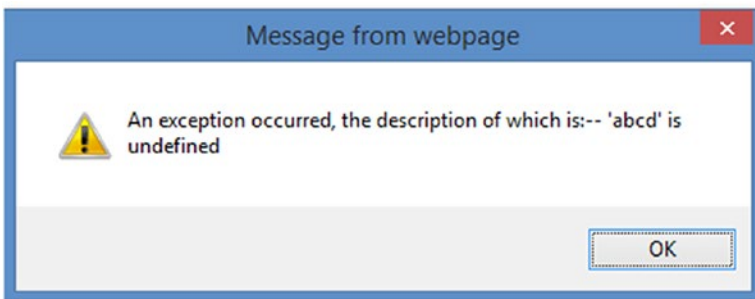 Message from webpage
An exception occurred, the description of which is:-- 'abcd' is
undefined
OK